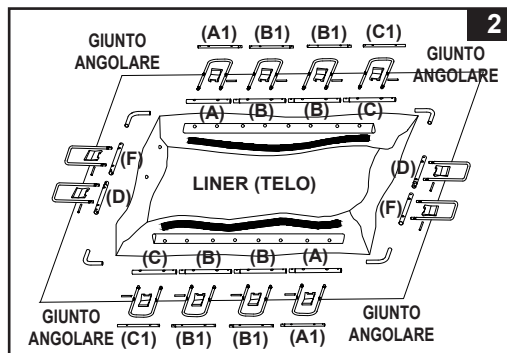 2
(A1) (B1) (B1) (C1)
GIUNTO
ANGOLARE
GIUNTO
ANGOLARE
(A) (B) (B) (C)
(F)
(D)
LINER (TELO)
(D)
(F)
(C) (B) (B) (A)
GIUNTO
ANGOLARE
GIUNTO
ANGOLARE
(C1) (B1) (B1) (A1)